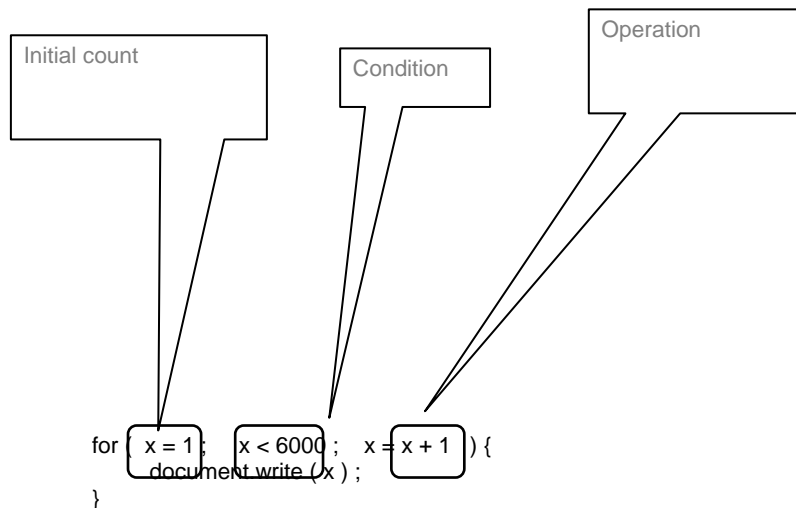 Initial count
Condition
Operation
for ( x = 1 ; x < 6000 ; x = x + 1 ) {
document.write ( x ) ;
}